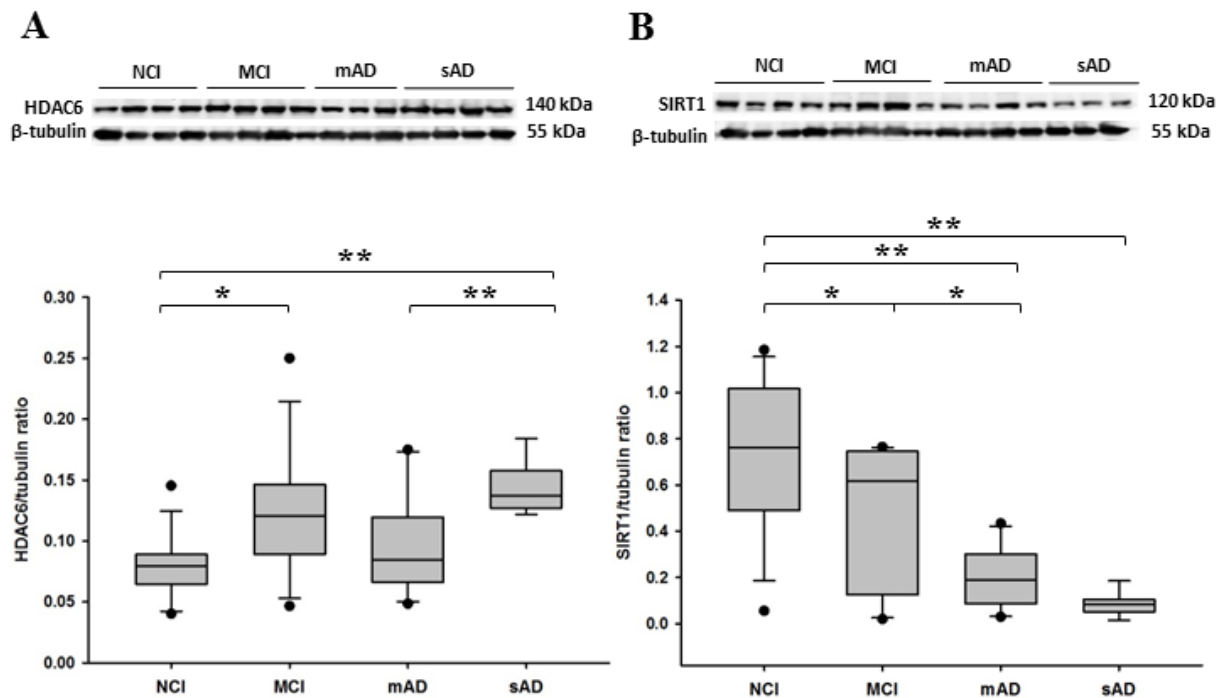 A
NCI MCI mAD sAD
HDAC6 140 kDa
β-tubulin 55 kDa
**
* **
0.30
0.25
0.20
0.15
0.10
0.05
0.00
HDAC6/tubulin ratio
NCI MCI mAD sAD
B
NCI MCI mAD sAD
SIRT1 120 kDa
β-tubulin 55 kDa
**
**
* *
1.4
1.2
1.0
0.8
0.6
0.4
0.2
0.0
SIRT1/tubulin ratio
NCI MCI mAD sAD